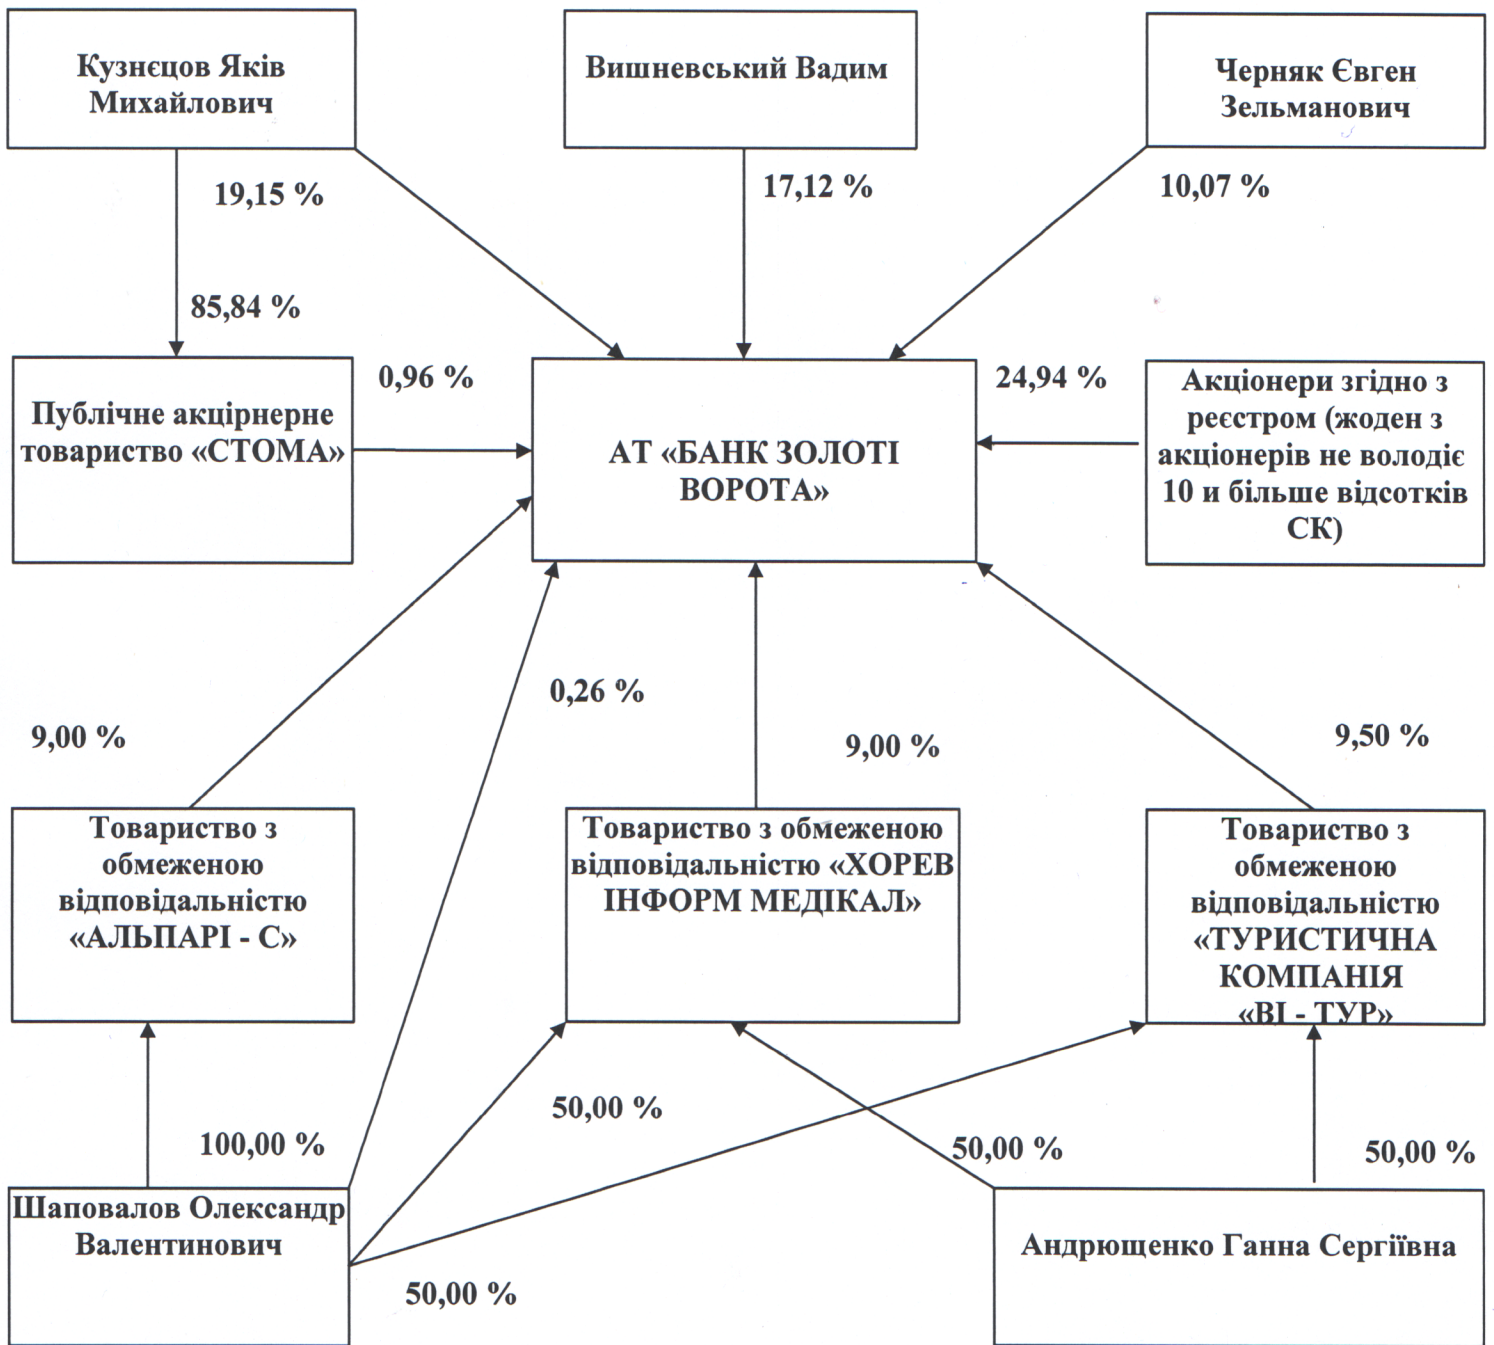 Кузнєцов Яків
Михайлович
Вишневський Вадим
Черняк Євген
Зельманович
19,15 %
17,12 %
10,07 %
85,84 %
0,96 %
24,94 %
Публічне акцірнерне
товариство «СТОМА»
АТ «БАНК ЗОЛОТІ
ВОРОТА»
Акціонери згідно з
реєстром (жоден з
акціонерів не володіє
10 и більше відсотків
СК)
0,26 %
9,00 %
9,00 %
9,50 %
Товариство з
обмеженою
відповідальністю
«АЛЬПАРІ - С»
Товариство з обмеженою
відповідальністю «ХОРЕВ
ІНФОРМ МЕДІКАЛ»
Товариство з
обмеженою
відповідальністю
«ТУРИСТИЧНА
КОМПАНІЯ
«ВІ - ТУР»
100,00 %
50,00 %
50,00 %
50,00 %
Шаповалов Олександр
Валентинович
50,00 %
Андрющенко Ганна Сергіївна